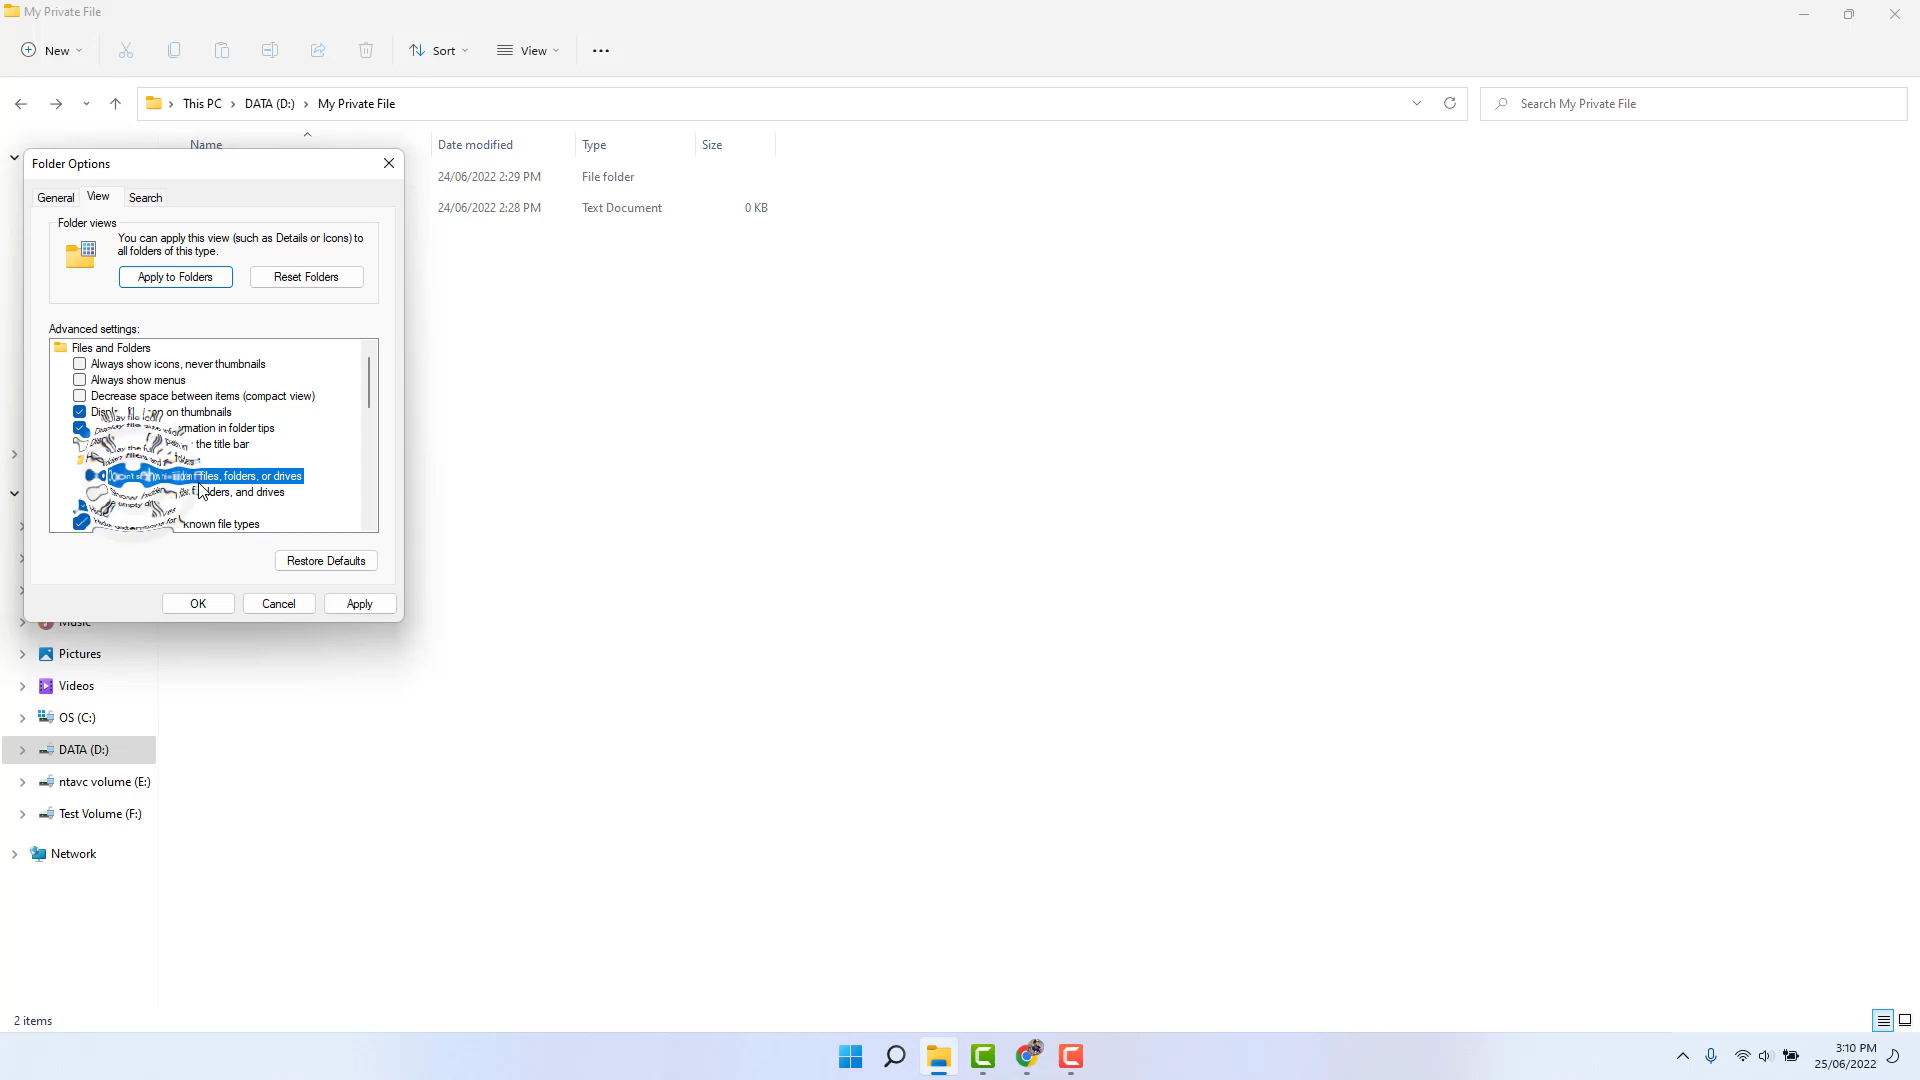 My Private File
New
Sort
View
This PC
DATA (D:)
My Private File
Search My Private File
Name
Date modified
Type
Size
24/06/2022 2:29 PM
File folder
24/06/2022 2:28 PM
Text Document
0 KB
Folder Options
General
View
Search
Folder views
You can apply this view (such as Details or Icons) to
all folders of this type.
Apply to Folders
Reset Folders
Advanced settings:
Files and Folders
Always show icons, never thumbnails
Always show menus
Decrease space between items (compact view)
on thumbnails
in folder tips
the title bar
files, folders, or drives
and drives
known file types
Restore Defaults
OK
Cancel
Apply
Music
Pictures
Videos
OS (C:)
DATA (D:)
ntavc volume (E:)
Test Volume (F:)
Network
2 items
3:10 PM
25/06/2022